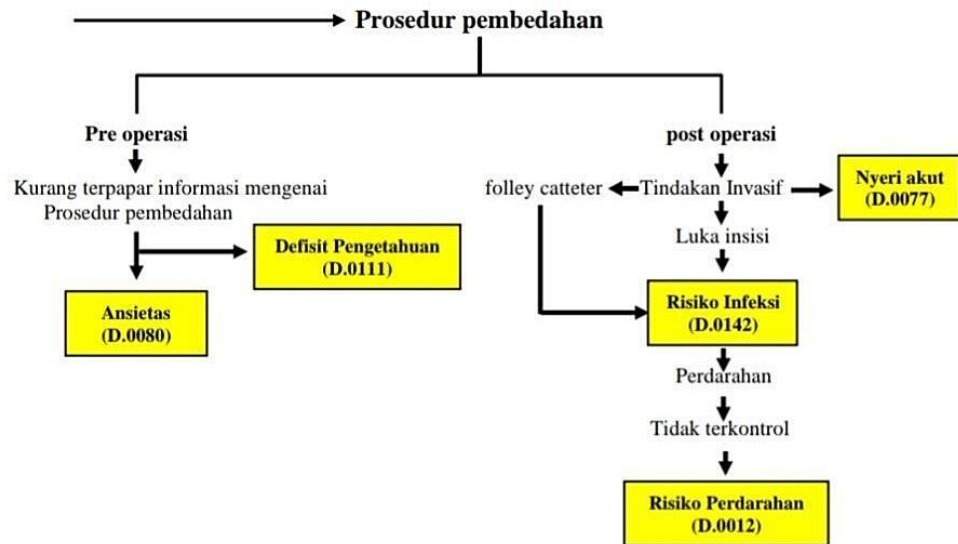 Prosedur pembedahan
Pre operasi
Kurang terpapar informasi mengenai
Prosedur pembedahan
Defisit Pengetahuan
(D.0111)
Ansietas
(D.0080)
post operasi
folley catteter
Tindakan Invasif
Nyeri akut
(D.0077)
Luka insisi
Risiko Infeksi
(D.0142)
Perdarahan
Tidak terkontrol
Risiko Perdarahan
(D.0012)